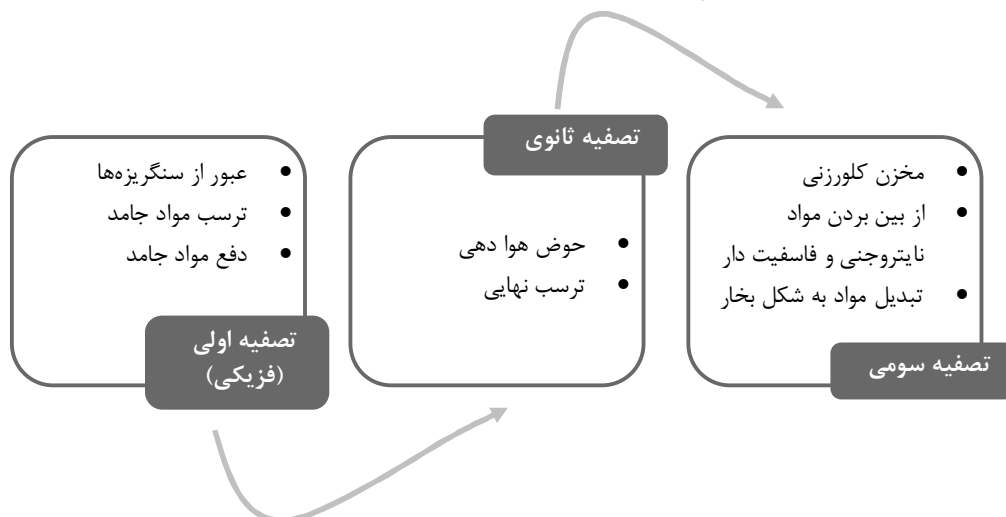 عبور از سنگریزه‌ها
ترسب مواد جامد
دفع مواد جامد
تصفیه اولی
(فزیکی)
تصفیه ثانوی
حوض هوا دهی
ترسب نهایی
مخزن کلورزنی
از بین بردن مواد
نایتروجنی و فاسفیت دار
تبدیل مواد به شکل بخار
تصفیه سومی